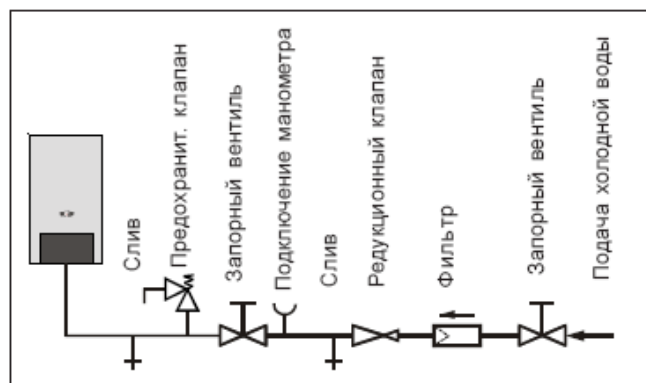 Слив
Предохранит. клапан
Запорный вентиль
Подключение манометра
Слив
Редукционный клапан
Фильтр
Запорный вентиль
Подача холодной воды